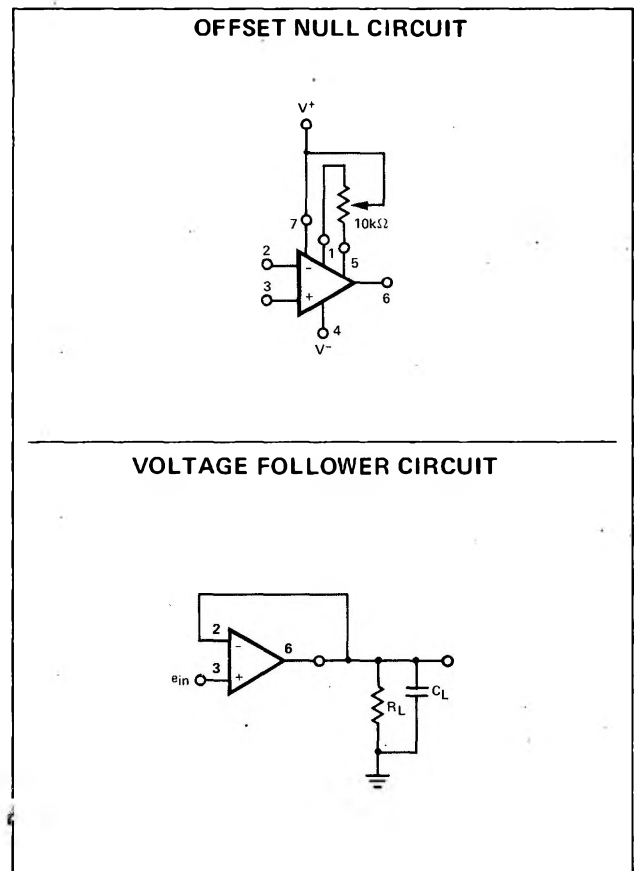 OFFSET NULL CIRCUIT
V+
7
10kΩ
1
5
2
-
3
+
6
4
V-
VOLTAGE FOLLOWER CIRCUIT
2
-
6
3
+
ein
RL
CL